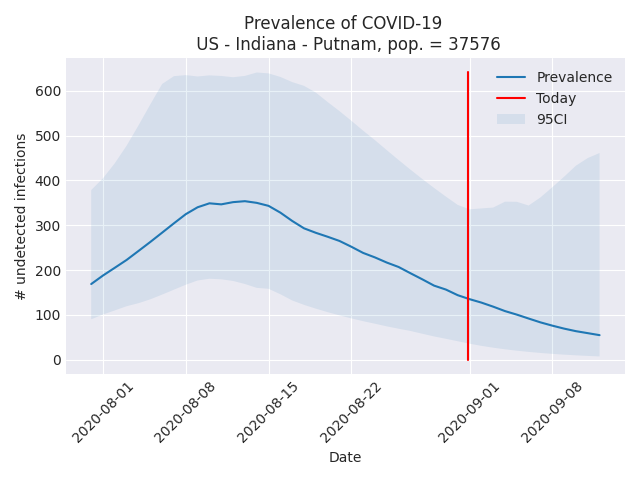 Prevalence of COVID-19
US - Indiana - Putnam, pop. = 37576
Prevalence
Today
95CI
# undetected infections
600
500
400
300
200
100
0
2020-08-01
2020-08-08
2020-08-15
2020-08-22
2020-09-01
2020-09-08
Date